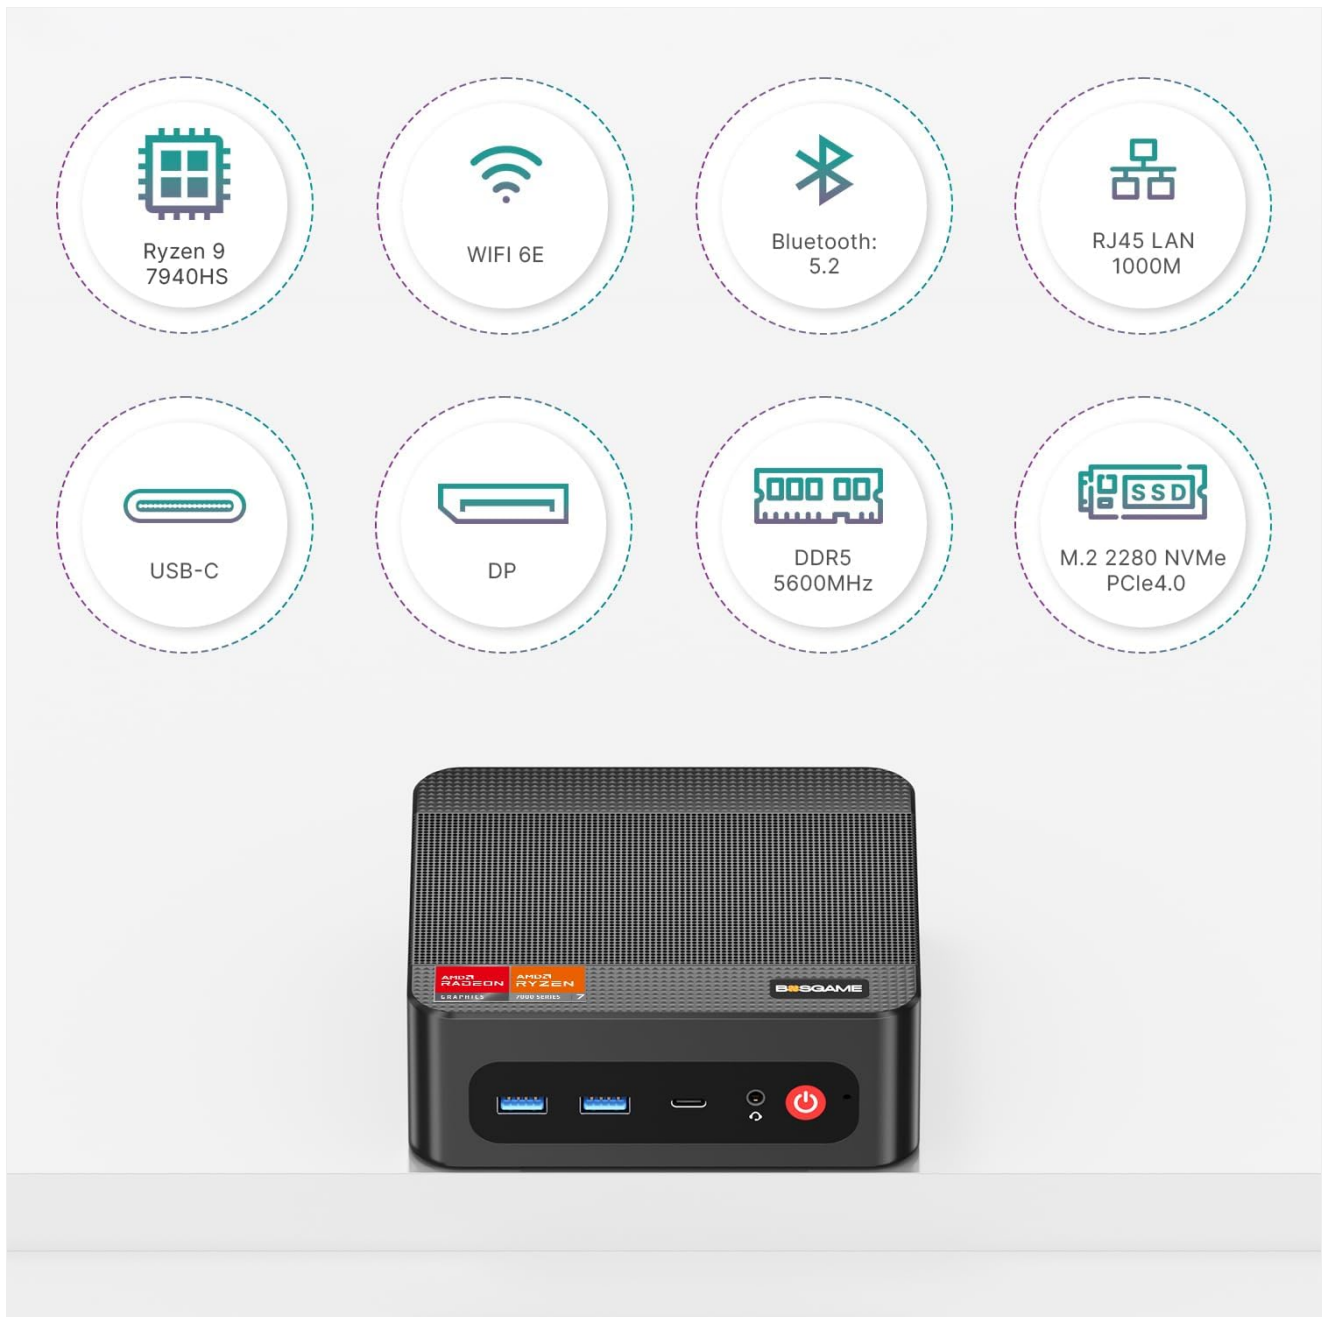 Ryzen 9
7940HS
WIFI 6E
Bluetooth:
5.2
RJ45 LAN
1000M
USB-C
DP
DDR5
5600MHz
SSD
M.2 2280 NVMe
PCIe4.0
AMD
RADEON
GRAPHICS
AMD
RYZEN
7000 SERIES 7
BOSGAME